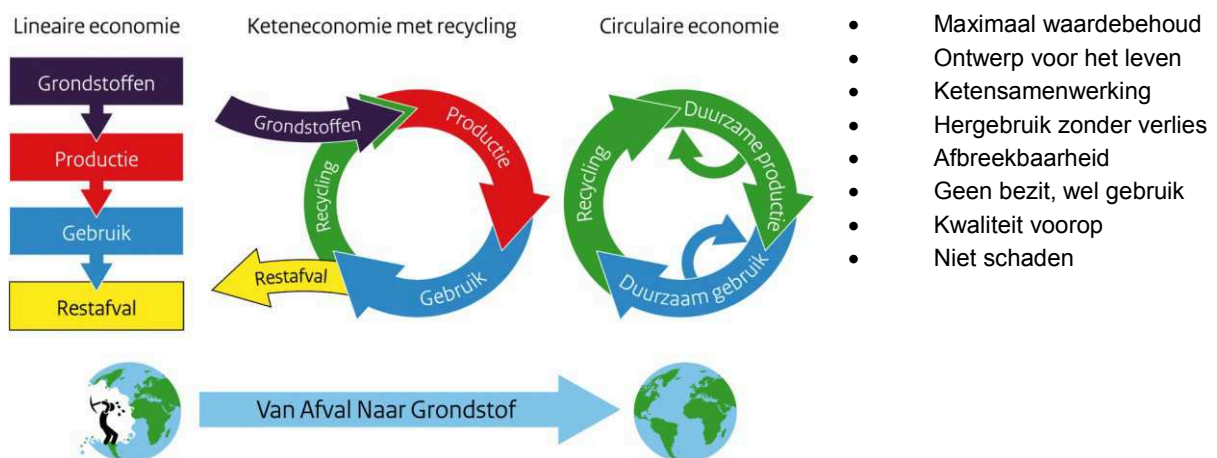 Lineaire economie
Grondstoffen
Productie
Gebruik
Restafval
Keteneconomie met recycling
Grondstoffen
Productie
Gebruik
Recycling
Restafval
Circulaire economie
Duurzame productie
Duurzaam gebruik
Recycling
Van Afval Naar Grondstof
• Maximaal waardebehoud
• Ontwerp voor het leven
• Ketensamenwerking
• Hergebruik zonder verlies
• Afbreekbaarheid
• Geen bezit, wel gebruik
• Kwaliteit voorop
• Niet schaden